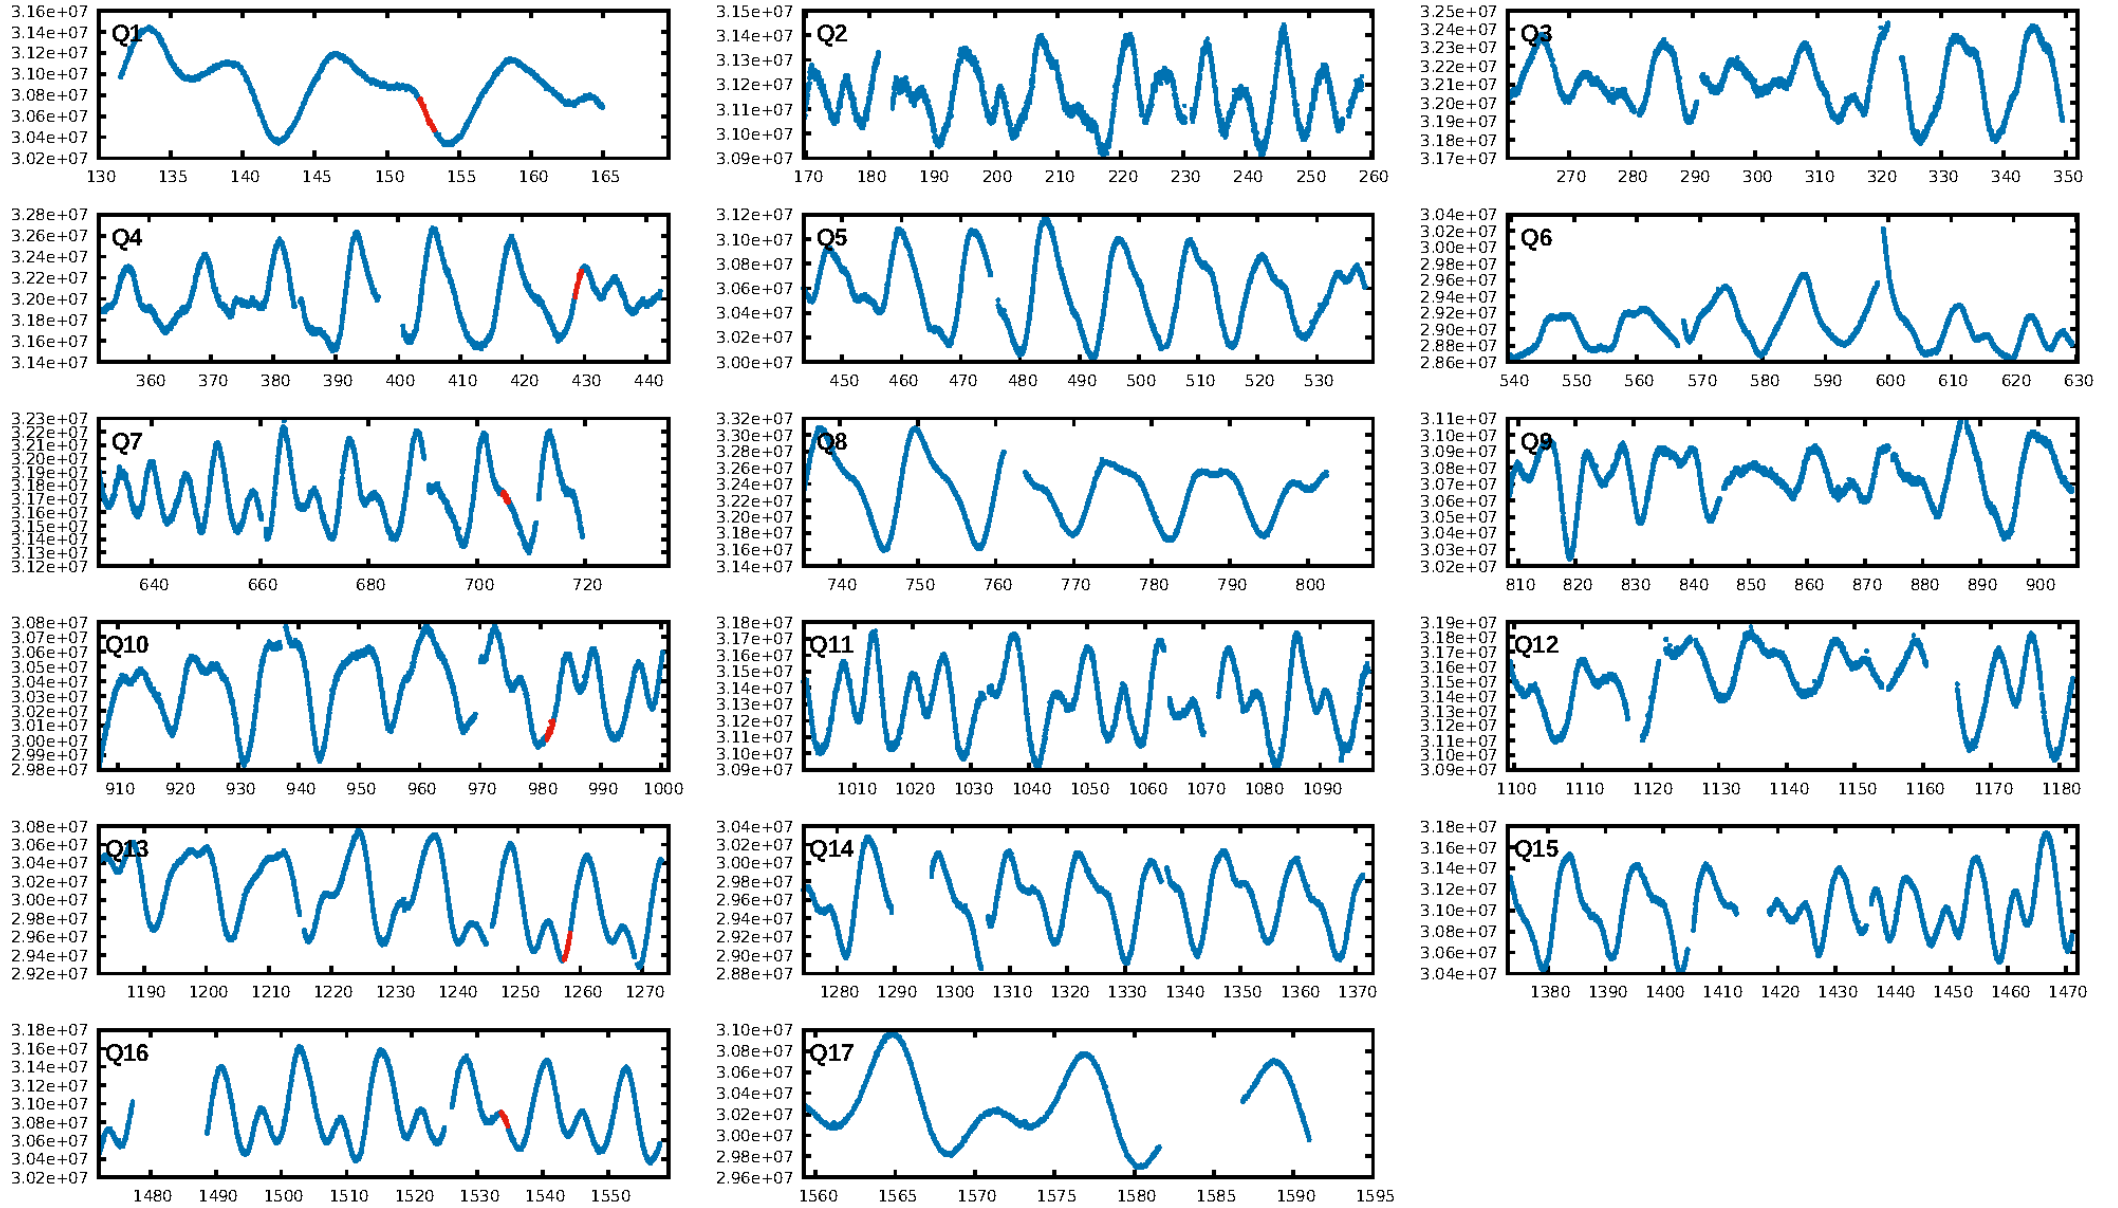 3.16e+07
3.14e+07
3.12e+07
3.10e+07
3.08e+07
3.06e+07
3.04e+07
3.02e+07
Q1
130 135 140 145 150 155 160 165
3.15e+07
3.14e+07
3.13e+07
3.12e+07
3.11e+07
3.10e+07
3.09e+07
Q2
170 180 190 200 210 220 230 240 250 260
3.25e+07
3.24e+07
3.23e+07
3.22e+07
3.21e+07
3.20e+07
3.19e+07
3.18e+07
3.17e+07
Q3
270 280 290 300 310 320 330 340 350
3.28e+07
3.26e+07
3.24e+07
3.22e+07
3.20e+07
3.18e+07
3.16e+07
3.14e+07
Q4
360 370 380 390 400 410 420 430 440
3.12e+07
3.10e+07
3.08e+07
3.06e+07
3.04e+07
3.02e+07
3.00e+07
Q5
450 460 470 480 490 500 510 520 530
3.04e+07
3.02e+07
3.00e+07
2.98e+07
2.96e+07
2.94e+07
2.92e+07
2.90e+07
2.88e+07
2.86e+07
Q6
540 550 560 570 580 590 600 610 620 630
3.23e+07
3.22e+07
3.21e+07
3.20e+07
3.19e+07
3.18e+07
3.17e+07
3.16e+07
3.15e+07
3.14e+07
3.13e+07
3.12e+07
Q7
640 660 680 700 720
3.32e+07
3.30e+07
3.28e+07
3.26e+07
3.24e+07
3.22e+07
3.20e+07
3.18e+07
3.16e+07
3.14e+07
Q8
740 750 760 770 780 790 800
3.11e+07
3.10e+07
3.09e+07
3.08e+07
3.07e+07
3.06e+07
3.05e+07
3.04e+07
3.03e+07
3.02e+07
Q9
810 820 830 840 850 860 870 880 890 900
3.08e+07
3.07e+07
3.06e+07
3.05e+07
3.04e+07
3.03e+07
3.02e+07
3.01e+07
3.00e+07
2.99e+07
2.98e+07
Q10
910 920 930 940 950 960 970 980 990 1000
3.18e+07
3.17e+07
3.16e+07
3.15e+07
3.14e+07
3.13e+07
3.12e+07
3.11e+07
3.10e+07
3.09e+07
Q11
1010 1020 1030 1040 1050 1060 1070 1080 1090
3.19e+07
3.18e+07
3.17e+07
3.16e+07
3.15e+07
3.14e+07
3.13e+07
3.12e+07
3.11e+07
3.10e+07
3.09e+07
Q12
1100 1110 1120 1130 1140 1150 1160 1170 1180
3.08e+07
3.06e+07
3.04e+07
3.02e+07
3.00e+07
2.98e+07
2.96e+07
2.94e+07
2.92e+07
Q13
1190 1200 1210 1220 1230 1240 1250 1260 1270
3.04e+07
3.02e+07
3.00e+07
2.98e+07
2.96e+07
2.94e+07
2.92e+07
2.90e+07
2.88e+07
Q14
1280 1290 1300 1310 1320 1330 1340 1350 1360 1370
3.18e+07
3.16e+07
3.14e+07
3.12e+07
3.10e+07
3.08e+07
3.06e+07
3.04e+07
Q15
1380 1390 1400 1410 1420 1430 1440 1450 1460 1470
3.18e+07
3.16e+07
3.14e+07
3.12e+07
3.10e+07
3.08e+07
3.06e+07
3.04e+07
3.02e+07
Q16
1480 1490 1500 1510 1520 1530 1540 1550
3.10e+07
3.08e+07
3.06e+07
3.04e+07
3.02e+07
3.00e+07
2.98e+07
2.96e+07
Q17
1560 1565 1570 1575 1580 1585 1590 1595